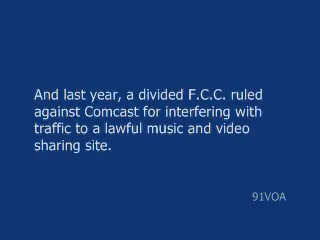 And last year, a divided F.C.C. ruled
against Comcast for interfering with
traffic to a lawful music and video
sharing site.
91VOA